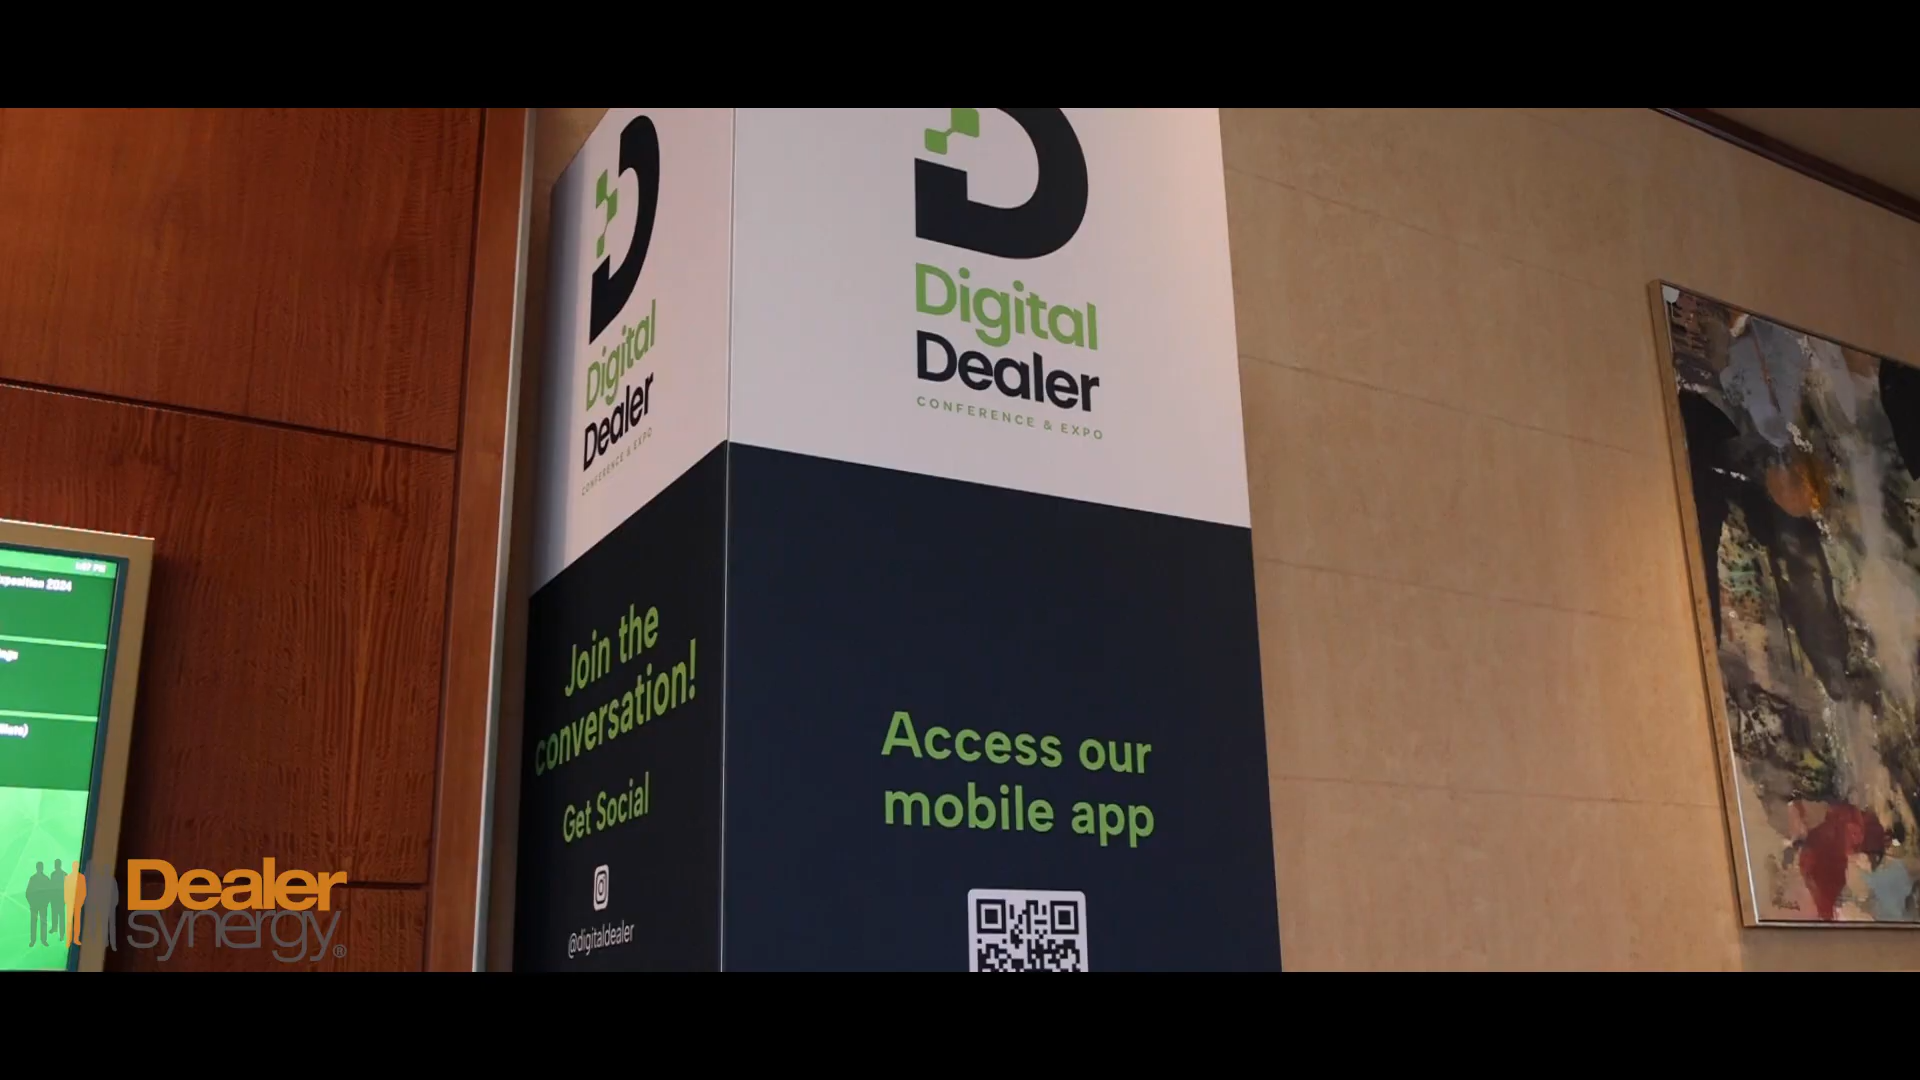 Digital
Dealer
CONFERENCE & EXPO
Digital
Dealer
CONFERENCE & EXPO
Join the
conversation!
Get Social
@digitaldealer
Access our
mobile app
2024
Dealer
synergy®